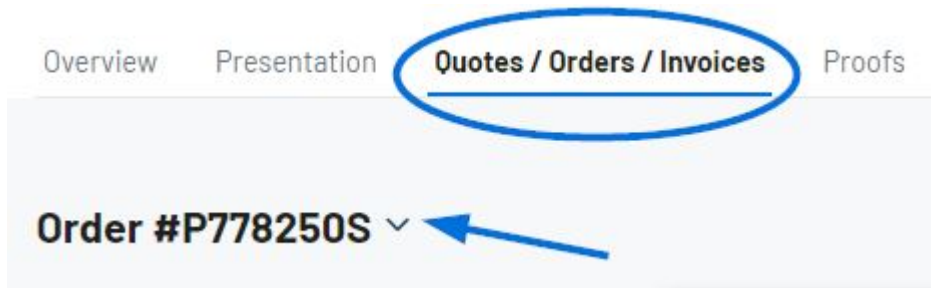 Overview Presentation Quotes / Orders / Invoices Proofs
Order #P778250S